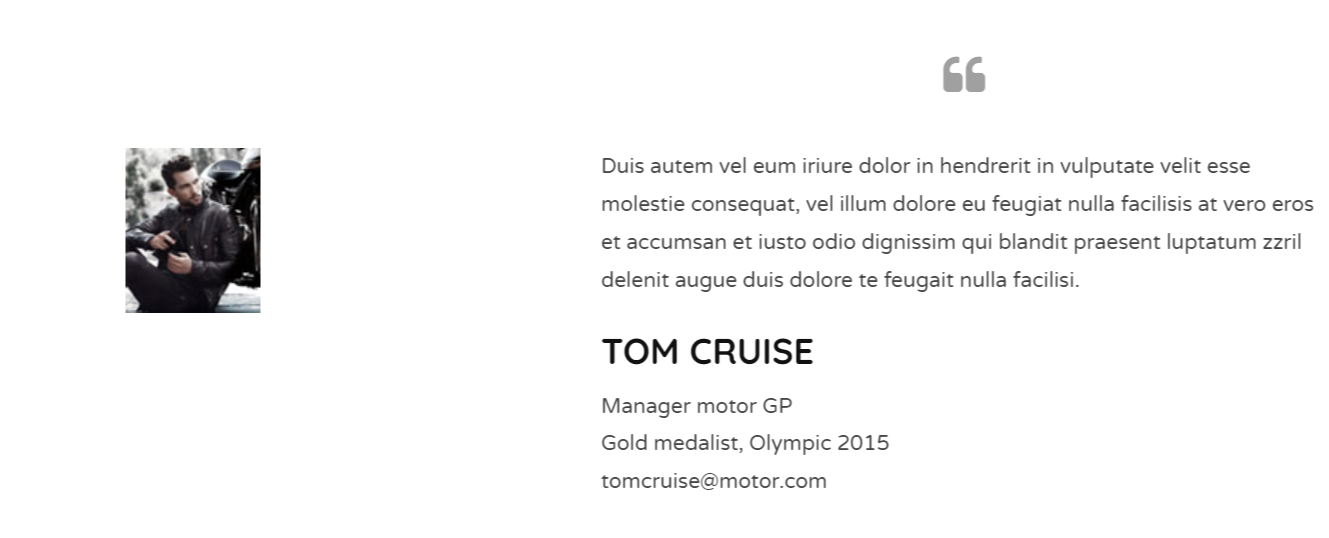 Duis autem vel eum iriure dolor in hendrerit in vulputate velit esse
molestie consequat, vel illum dolore eu feugiat nulla facilisis at vero eros
et accumsan et iusto odio dignissim qui blandit praesent luptatum zzril
delenit augue duis dolore te feugait nulla facilisi.
TOM CRUISE
Manager motor GP
Gold medalist, Olympic 2015
tomcruise@motor.com